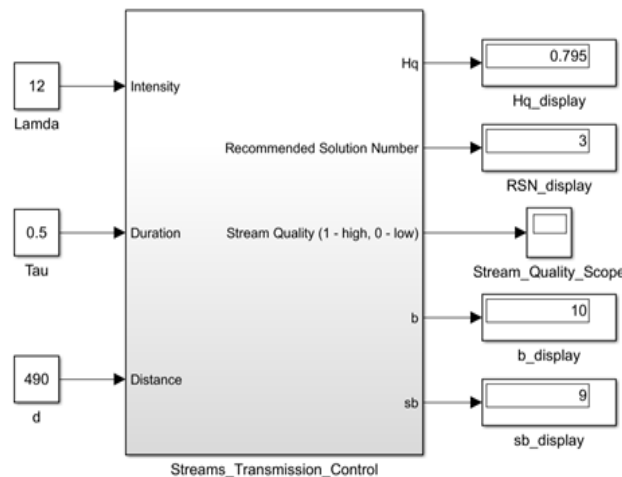 12
Lamda
0.5
Tau
490
d
Intensity
Duration
Distance
Hq
Recommended Solution Number
Stream Quality (1 - high, 0 - low)
b
sb
Streams_Transmission_Control
0.795
Hq_display
3
RSN_display
Stream_Quality_Scope
10
b_display
9
sb_display